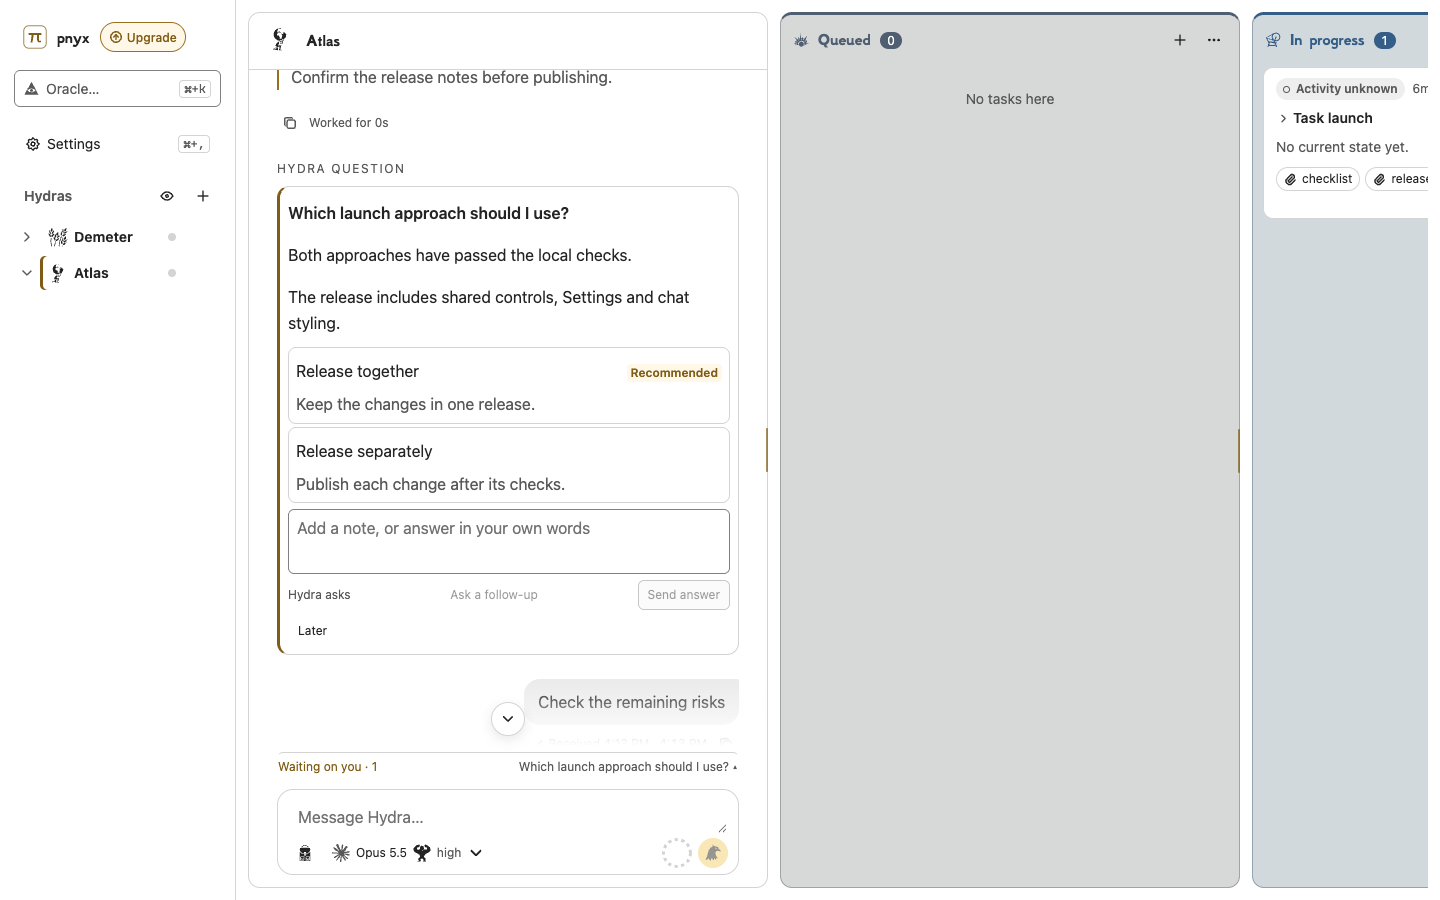 pnyx
Upgrade
Oracle...
⌘+K
Settings
⌘+,
Hydras
Demeter
Atlas
Atlas
Confirm the release notes before publishing.
Worked for 0s
HYDRA QUESTION
Which launch approach should I use?
Both approaches have passed the local checks.
The release includes shared controls, Settings and chat
styling.
Release together
Recommended
Keep the changes in one release.
Release separately
Publish each change after its checks.
Add a note, or answer in your own words
Hydra asks
Ask a follow-up
Send answer
Later
Check the remaining risks
Waiting on you · 1
Which launch approach should I use?
Message Hydra...
Opus 5.5
high
Queued 0
No tasks here
In progress 1
Activity unknown
6m
Task launch
No current state yet.
checklist
release